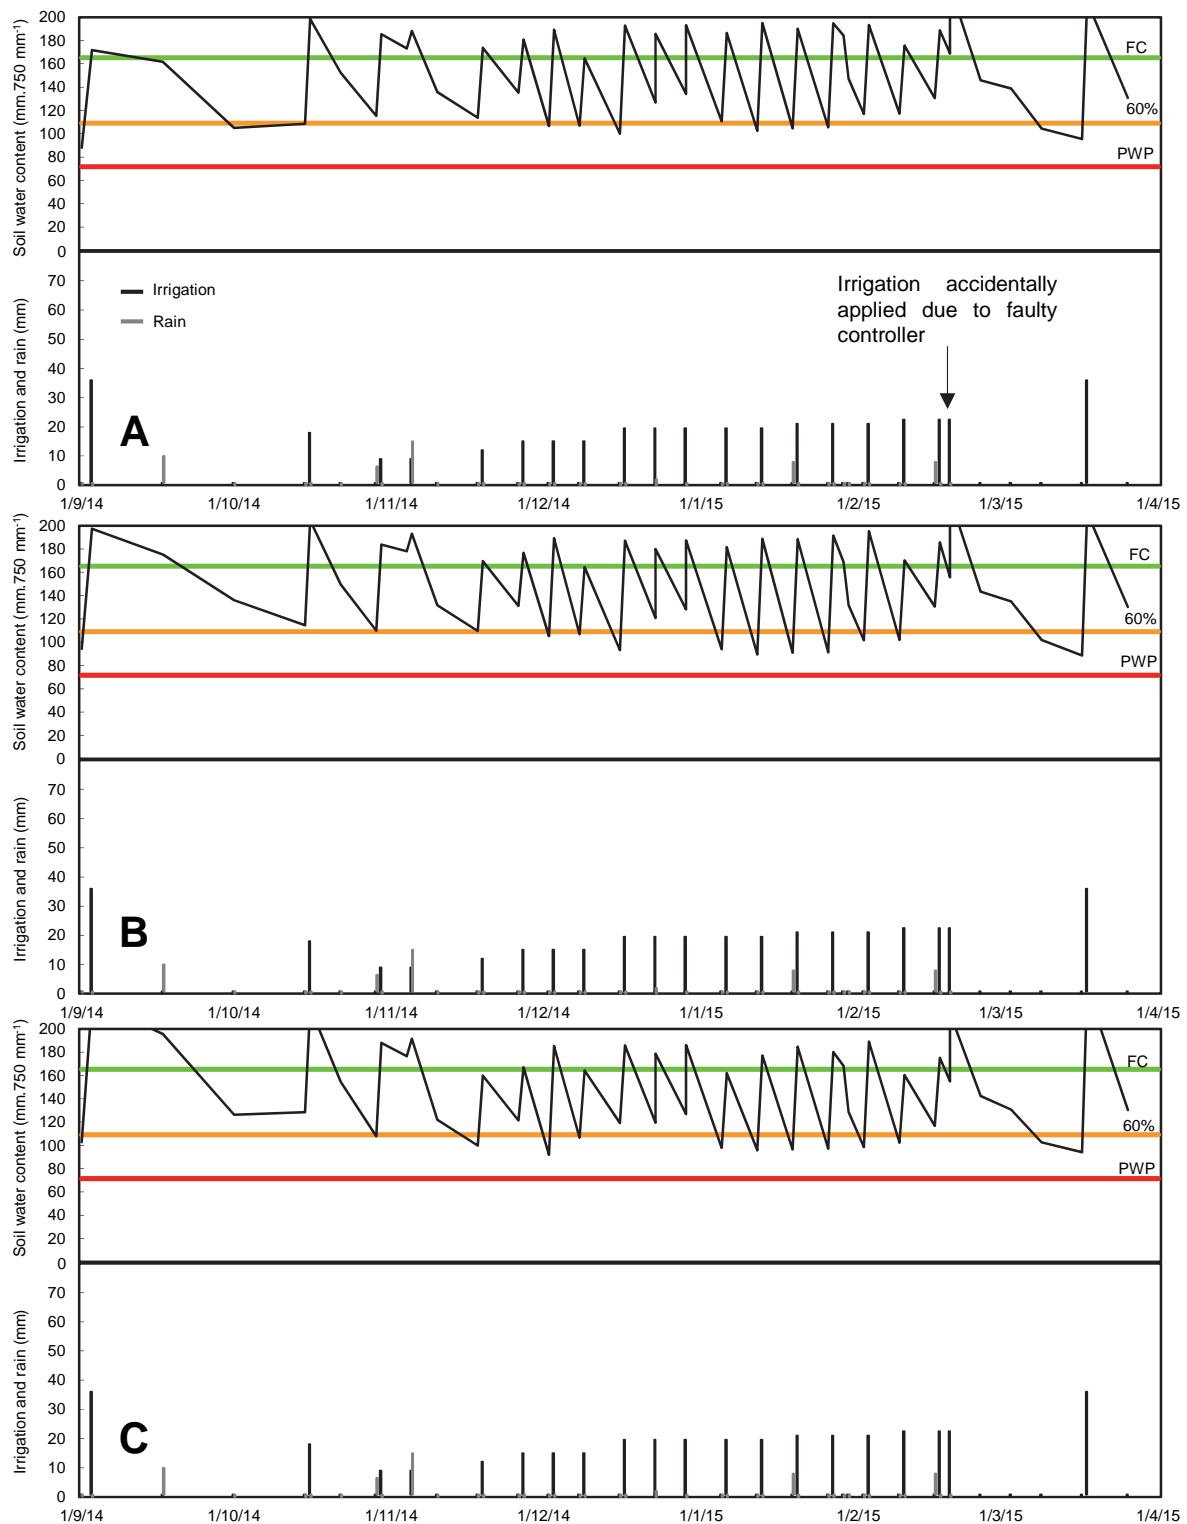 Soil water content (mm.750 mm⁻¹)
200
180
160
140
120
100
80
60
40
20
0
FC
60%
PWP
Irrigation and rain (mm)
70
60
50
40
30
20
10
0
Irrigation
Rain
Irrigation accidentally
applied due to faulty
controller
A
1/9/14 1/10/14 1/11/14 1/12/14 1/1/15 1/2/15 1/3/15 1/4/15
Soil water content (mm.750 mm⁻¹)
200
180
160
140
120
100
80
60
40
20
0
FC
60%
PWP
Irrigation and rain (mm)
70
60
50
40
30
20
10
0
B
1/9/14 1/10/14 1/11/14 1/12/14 1/1/15 1/2/15 1/3/15 1/4/15
Soil water content (mm.750 mm⁻¹)
200
180
160
140
120
100
80
60
40
20
0
FC
60%
PWP
Irrigation and rain (mm)
70
60
50
40
30
20
10
0
C
1/9/14 1/10/14 1/11/14 1/12/14 1/1/15 1/2/15 1/3/15 1/4/15